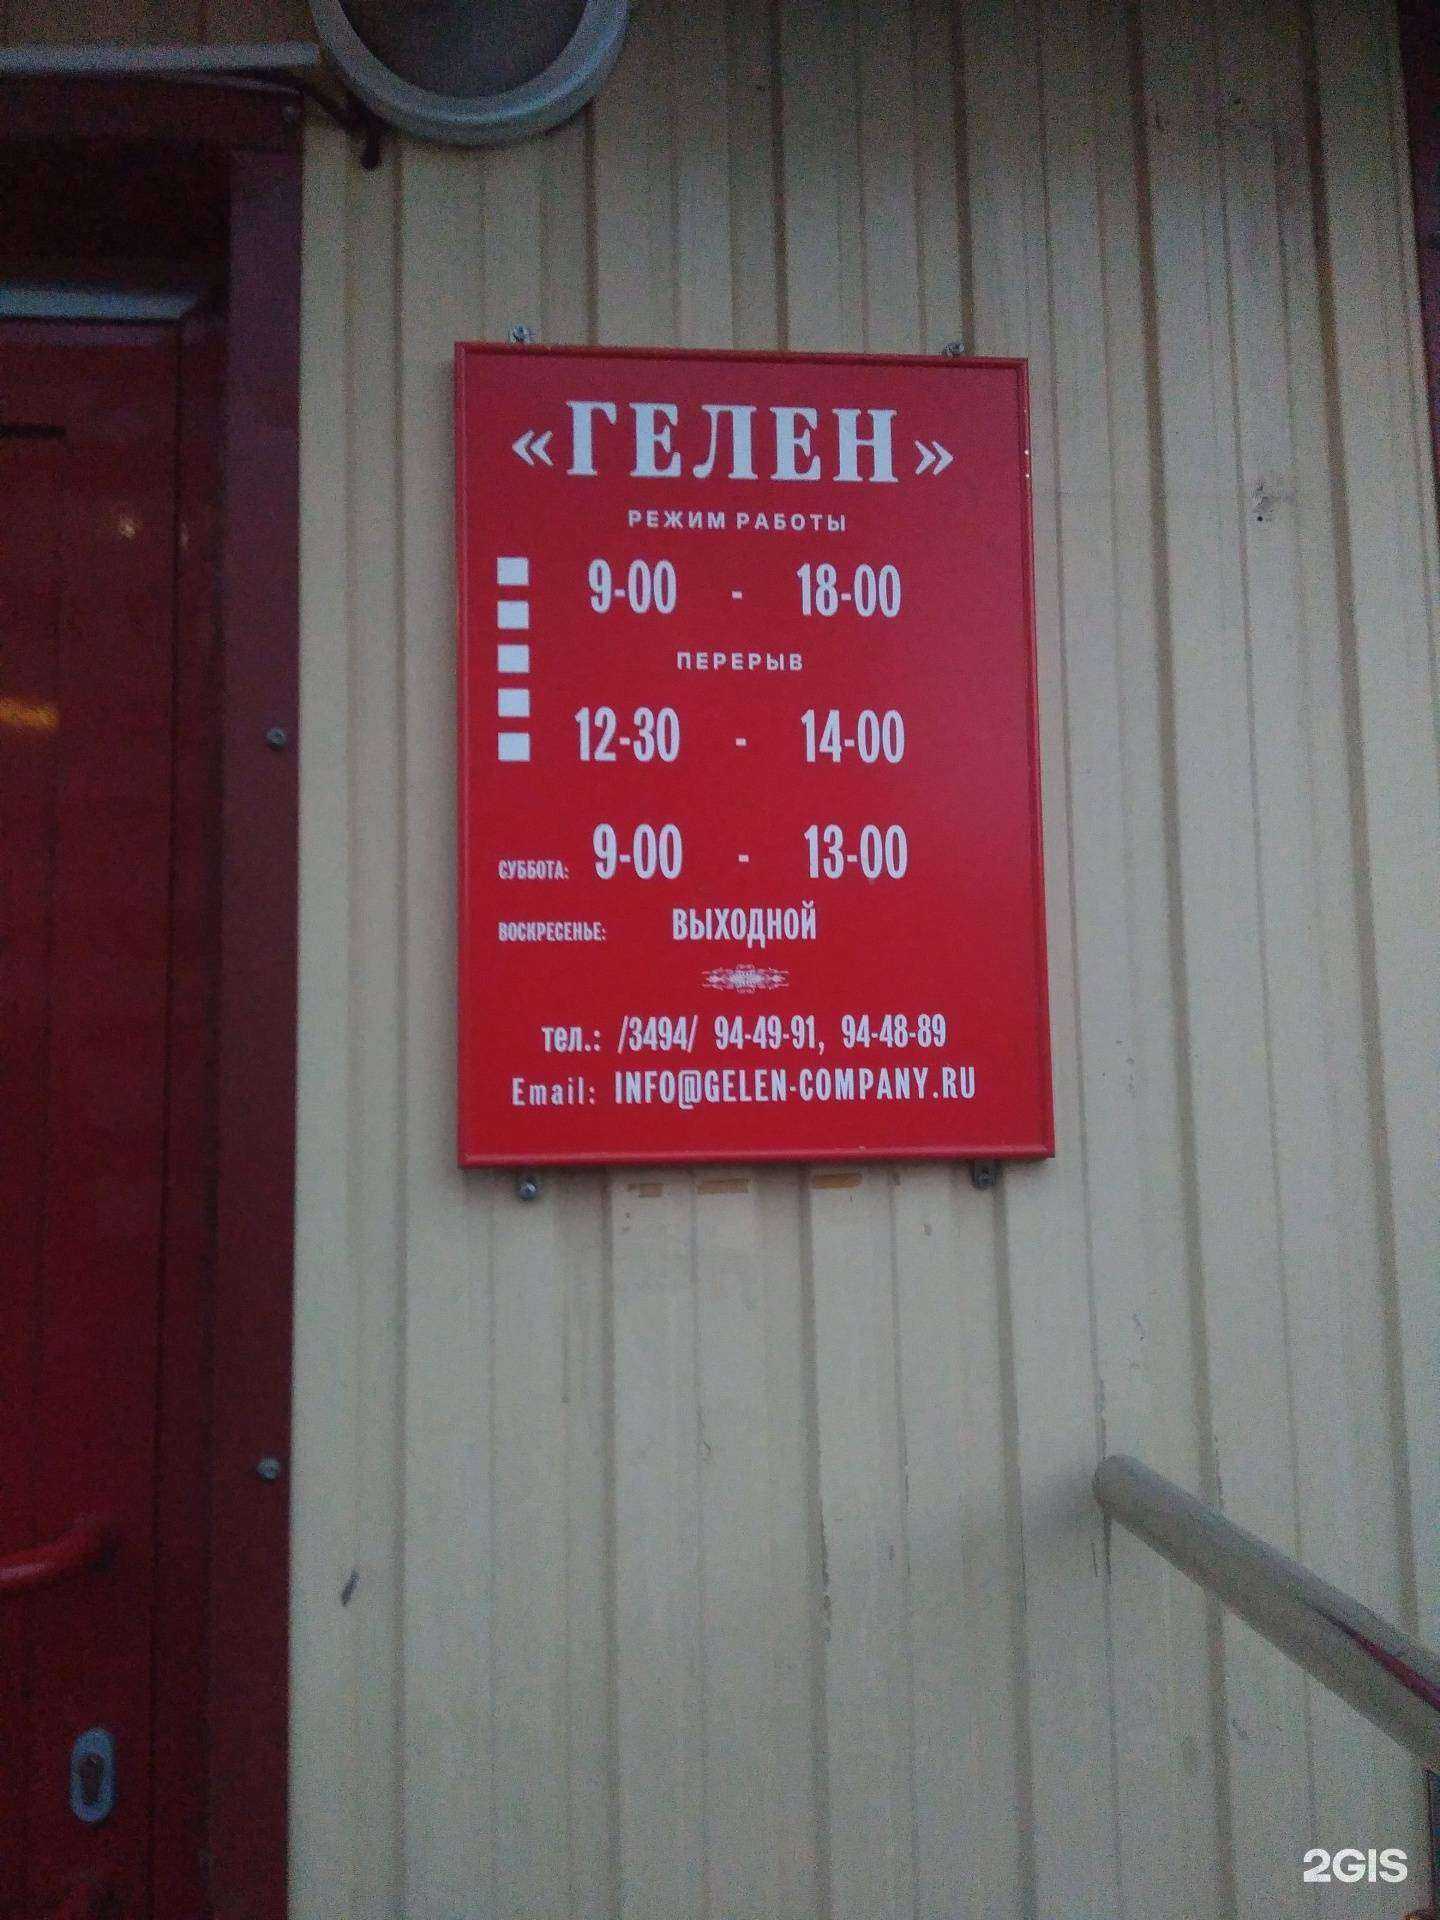 «ГЕЛЕН»
РЕЖИМ РАБОТЫ
9-00 - 18-00
ПЕРЕРЫВ
12-30 - 14-00
СУББОТА: 9-00 - 13-00
ВОСКРЕСЕНЬЕ: ВЫХОДНОЙ
тел.: /3494/ 94-49-91, 94-48-89
Email: INFO@GELEN-COMPANY.RU
2GIS